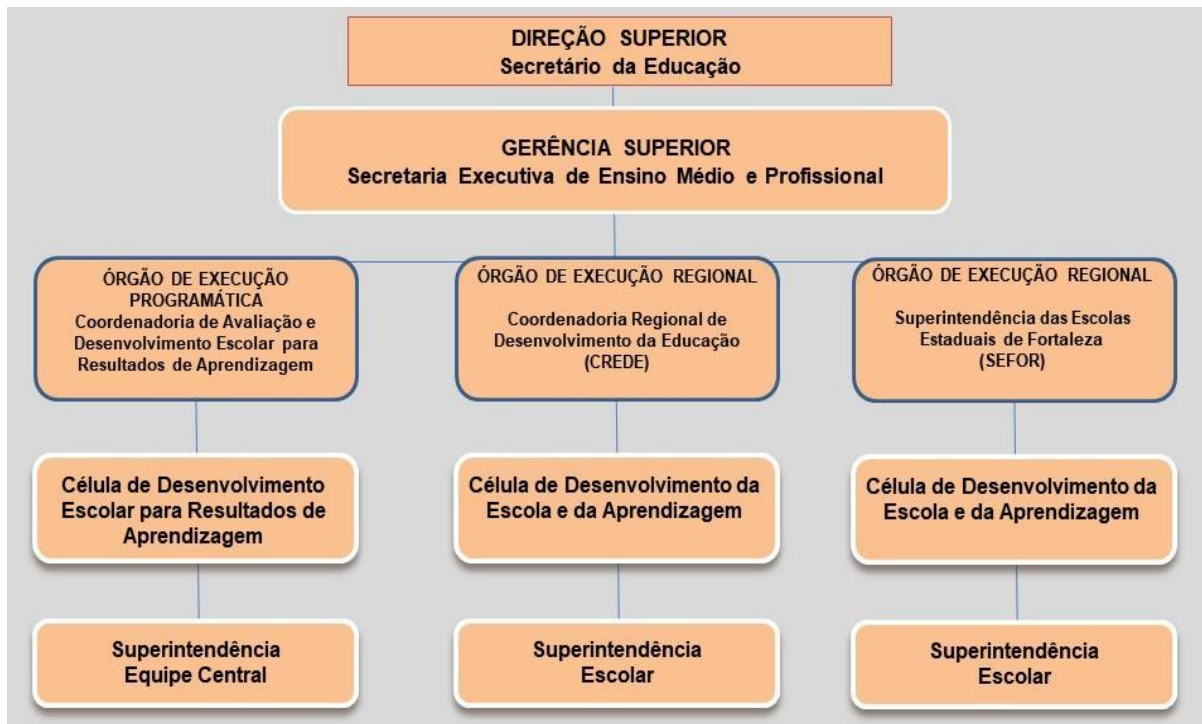 DIREÇÃO SUPERIOR
Secretário da Educação
GERÊNCIA SUPERIOR
Secretaria Executiva de Ensino Médio e Profissional
ÓRGÃO DE EXECUÇÃO
PROGRAMÁTICA
Coordenadoria de Avaliação e
Desenvolvimento Escolar para
Resultados de Aprendizagem
ÓRGÃO DE EXECUÇÃO REGIONAL
Coordenadoria Regional de
Desenvolvimento da Educação
(CREDE)
ÓRGÃO DE EXECUÇÃO REGIONAL
Superintendência das Escolas
Estaduais de Fortaleza
(SEFOR)
Célula de Desenvolvimento
Escolar para Resultados de
Aprendizagem
Célula de Desenvolvimento da
Escola e da Aprendizagem
Célula de Desenvolvimento da
Escola e da Aprendizagem
Superintendência
Equipe Central
Superintendência
Escolar
Superintendência
Escolar